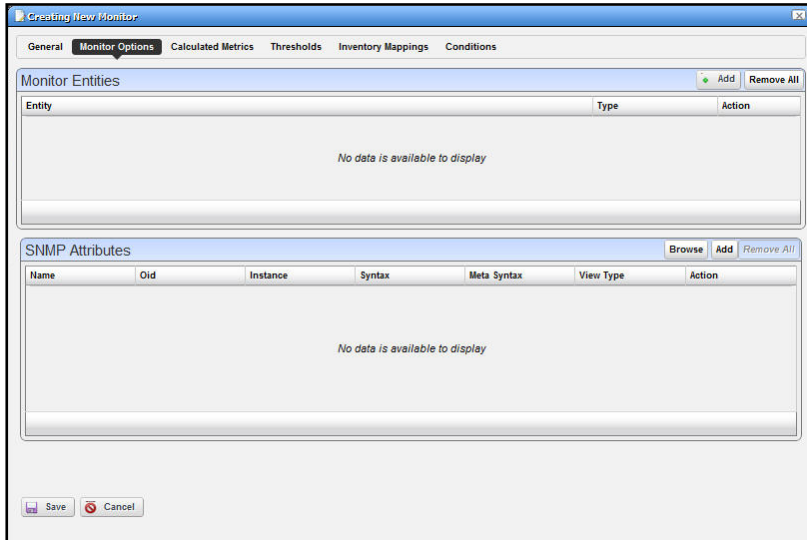 Creating New Monitor
General Monitor Options Calculated Metrics Thresholds Inventory Mappings Conditions
Monitor Entities Add Remove All
Entity Type Action
No data is available to display
SNMP Attributes Browse Add Remove All
Name Oid Instance Syntax Meta Syntax View Type Action
No data is available to display
Save Cancel